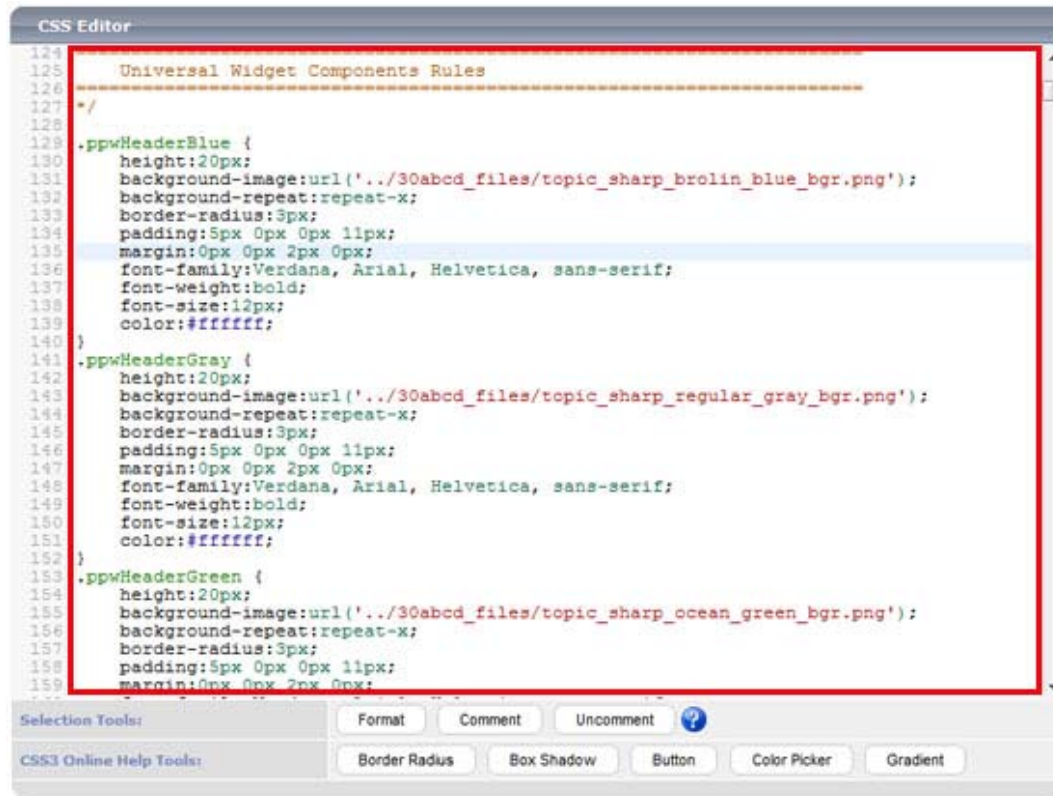 CSS Editor
124 ========================================================================
125 Universal Widget Components Rules
126 ========================================================================
127 */
128
129 .ppwHeaderBlue {
130 height:20px;
131 background-image:url('../30abcd_files/topic_sharp_brolin_blue_bgr.png');
132 background-repeat:repeat-x;
133 border-radius:3px;
134 padding:5px 0px 0px 11px;
135 margin:0px 0px 2px 0px;
136 font-family:Verdana, Arial, Helvetica, sans-serif;
137 font-weight:bold;
138 font-size:12px;
139 color:#ffffff;
140 }
141 .ppwHeaderGray {
142 height:20px;
143 background-image:url('../30abcd_files/topic_sharp_regular_gray_bgr.png');
144 background-repeat:repeat-x;
145 border-radius:3px;
146 padding:5px 0px 0px 11px;
147 margin:0px 0px 2px 0px;
148 font-family:Verdana, Arial, Helvetica, sans-serif;
149 font-weight:bold;
150 font-size:12px;
151 color:#ffffff;
152 }
153 .ppwHeaderGreen {
154 height:20px;
155 background-image:url('../30abcd_files/topic_sharp_ocean_green_bgr.png');
156 background-repeat:repeat-x;
157 border-radius:3px;
158 padding:5px 0px 0px 11px;
159 margin:0px 0px 2px 0px;
Selection Tools: Format Comment Uncomment ?
CSS3 Online Help Tools: Border Radius Box Shadow Button Color Picker Gradient